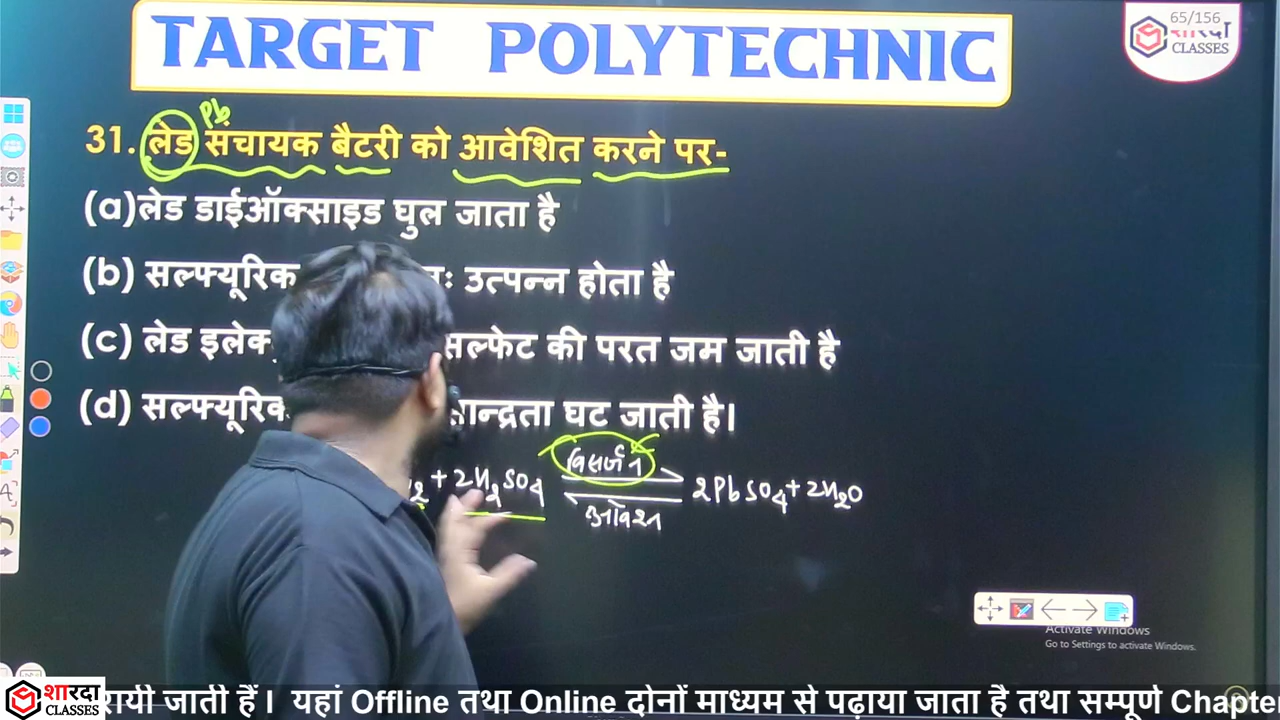 TARGET POLYTECHNIC
65/156
शारदा
CLASSES
Pb
31. लेड संचायक बैटरी को आवेशित करने पर-
(a)लेड डाईऑक्साइड घुल जाता है
(b) सल्फ्यूरिक उत्पन्न होता है
(c) लेड सल्फेट की परत जम जाती है
(d) सल्फ्यूरिक सान्द्रता घट जाती है।
विसर्जन
2 + 2H2SO4 2PbSO4 + 2H2O
आवेशन
Activate Windows
Go to Settings to activate Windows.
शारदा
CLASSES
रायी जाती हैं। यहां Offline तथा Online दोनों माध्यम से पढ़ाया जाता है तथा सम्पूर्ण Chapte